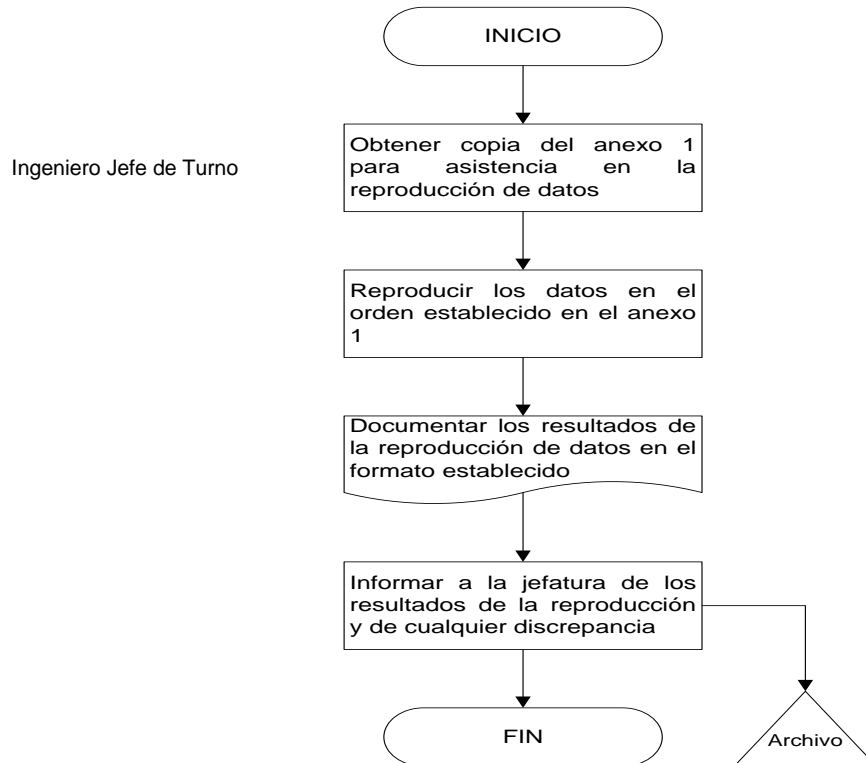 INICIO
Ingeniero Jefe de Turno
Obtener copia del anexo 1
para asistencia en la
reproducción de datos
Reproducir los datos en el
orden establecido en el anexo
1
Documentar los resultados de
la reproducción de datos en el
formato establecido
Informar a la jefatura de los
resultados de la reproducción
y de cualquier discrepancia
FIN
Archivo